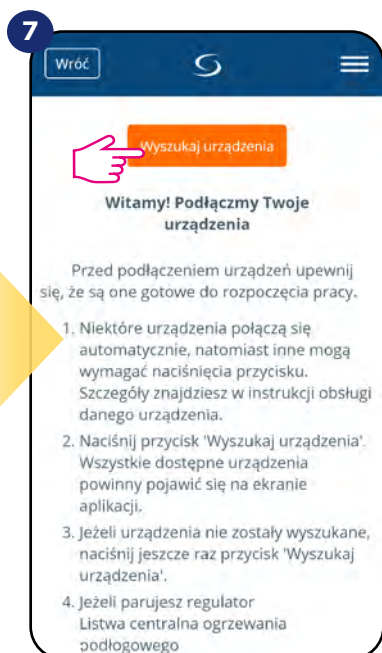 7
Wróć
Wyszukaj urządzenia
Witamy! Podłączmy Twoje
urządzenia
Przed podłączeniem urządzeń upewnij
się, że są one gotowe do rozpoczęcia pracy.
1. Niektóre urządzenia połączą się
automatycznie, natomiast inne mogą
wymagać naciśnięcia przycisku.
Szczegóły znajdziesz w instrukcji obsługi
danego urządzenia.
2. Naciśnij przycisk 'Wyszukaj urządzenia'.
Wszystkie dostępne urządzenia
powinny pojawić się na ekranie
aplikacji.
3. Jeżeli urządzenia nie zostały wyszukane,
naciśnij jeszcze raz przycisk 'Wyszukaj
urządzenia'.
4. Jeżeli parujesz regulator
Listwa centralna ogrzewania
podłogowego